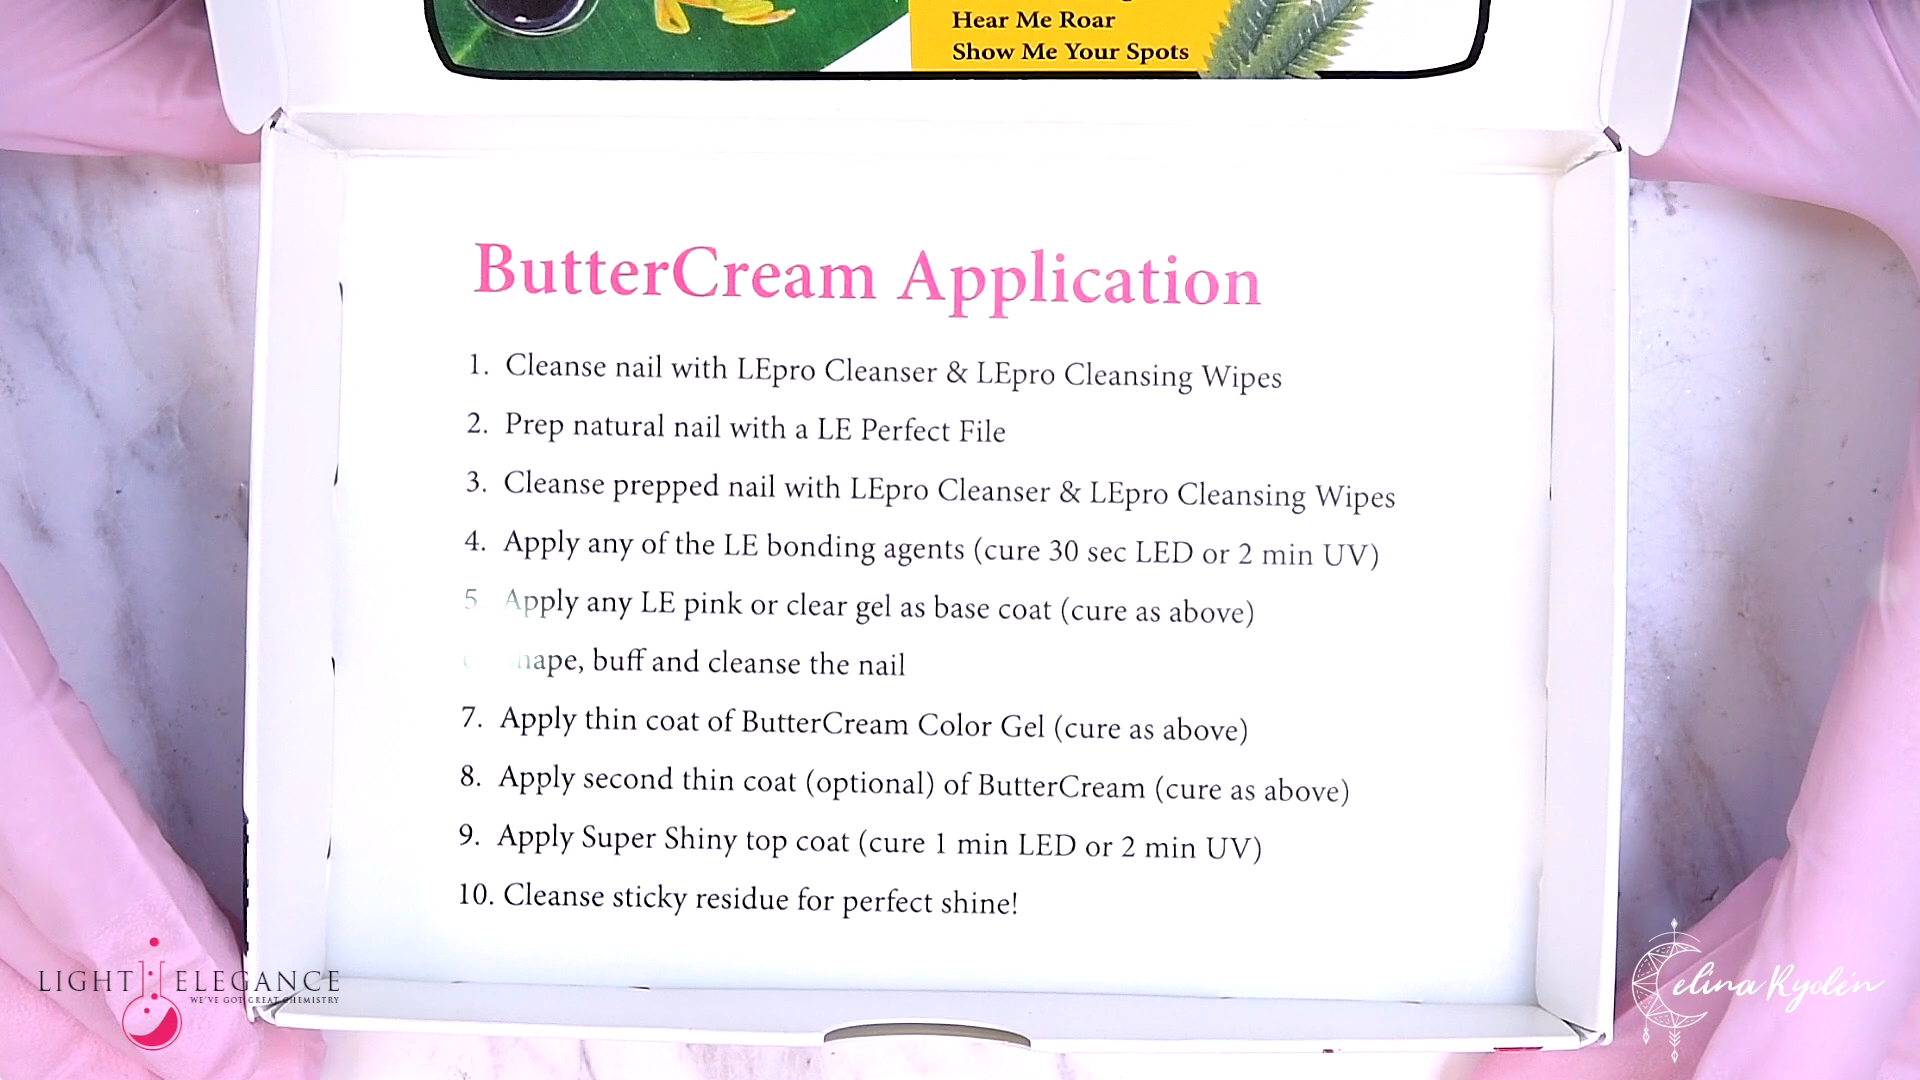 Hear Me Roar
Show Me Your Spots
ButterCream Application
1. Cleanse nail with LEpro Cleanser & LEpro Cleansing Wipes
2. Prep natural nail with a LE Perfect File
3. Cleanse prepped nail with LEpro Cleanser & LEpro Cleansing Wipes
4. Apply any of the LE bonding agents (cure 30 sec LED or 2 min UV)
5 Apply any LE pink or clear gel as base coat (cure as above)
hape, buff and cleanse the nail
7. Apply thin coat of ButterCream Color Gel (cure as above)
8. Apply second thin coat (optional) of ButterCream (cure as above)
9. Apply Super Shiny top coat (cure 1 min LED or 2 min UV)
10. Cleanse sticky residue for perfect shine!
LIGHT ELEGANCE
WE'VE GOT GREAT CHEMISTRY
Celina Rydén